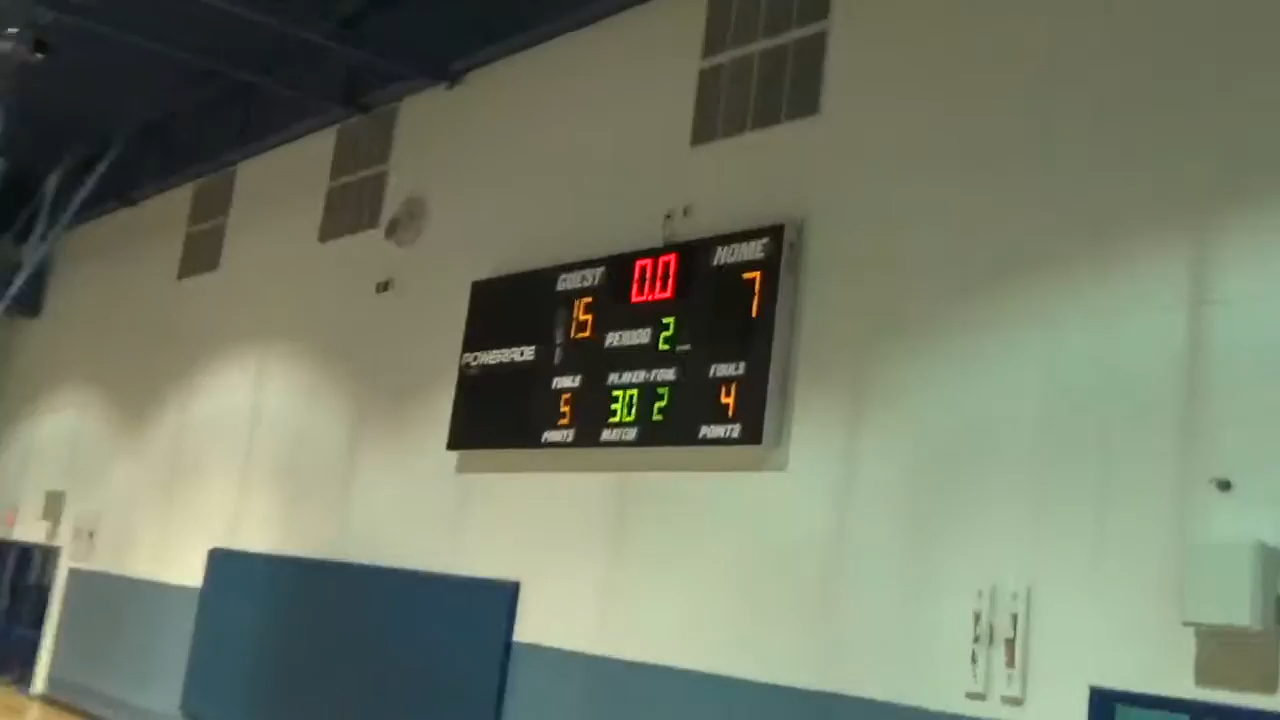 GUEST 0.0 HOME
15 7
PERIOD 2
POWERADE
FOULS PLAYER-FOUL FOULS
5 30 2 4
POINTS MATCH POINTS